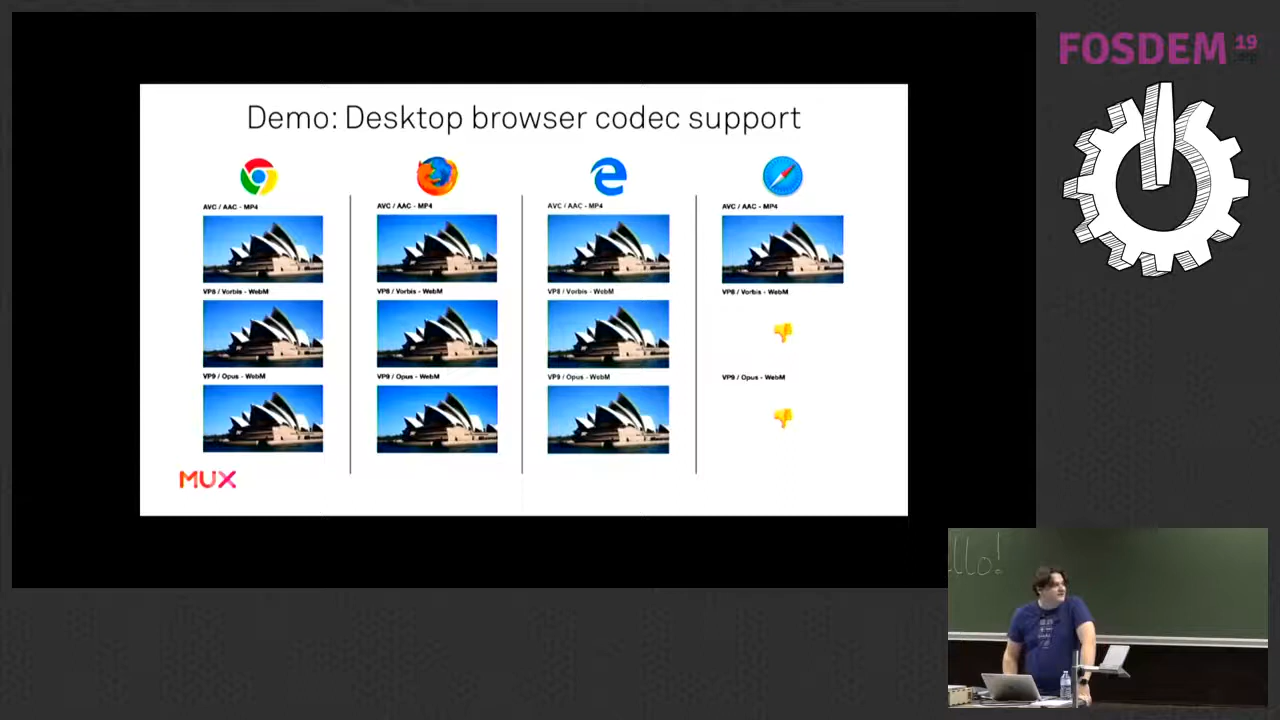 FOSDEM 19
.org
Demo: Desktop browser codec support
AVC / AAC - MP4
AVC / AAC - MP4
AVC / AAC - MP4
AVC / AAC - MP4
VP8 / Vorbis - WebM
VP8 / Vorbis - WebM
VP8 / Vorbis - WebM
VP8 / Vorbis - WebM
VP9 / Opus - WebM
VP9 / Opus - WebM
VP9 / Opus - WebM
VP9 / Opus - WebM
MUX
llo!